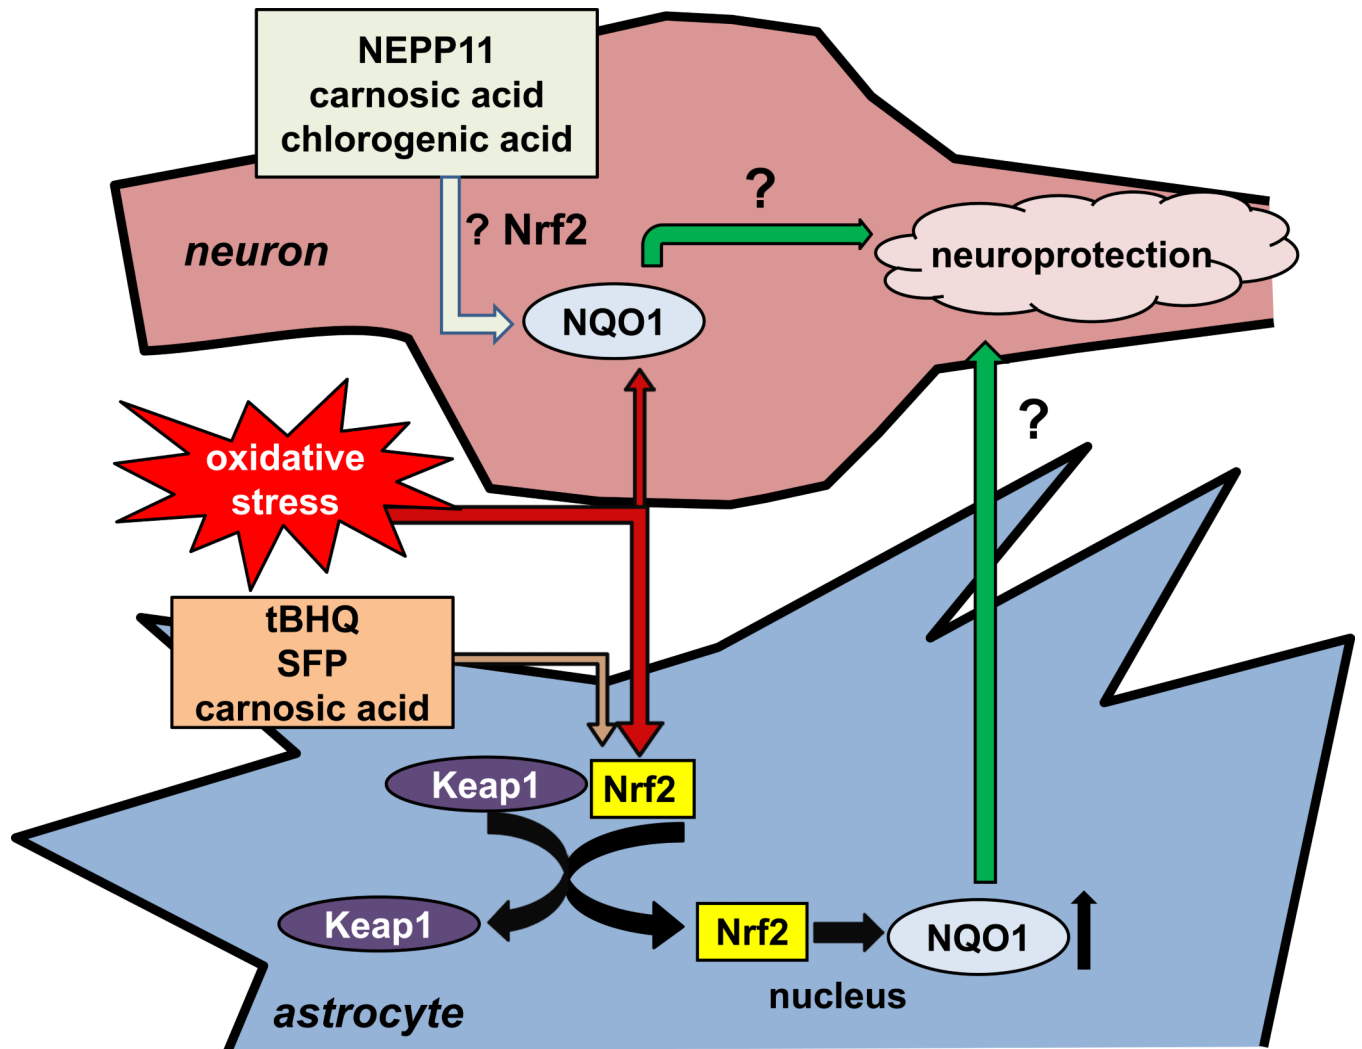 NEPP11
carnosic acid
chlorogenic acid
?
? Nrf2
neuron
neuroprotection
NQO1
?
oxidative
stress
tBHQ
SFP
carnosic acid
Keap1
Nrf2
Keap1
Nrf2
NQO1
nucleus
astrocyte